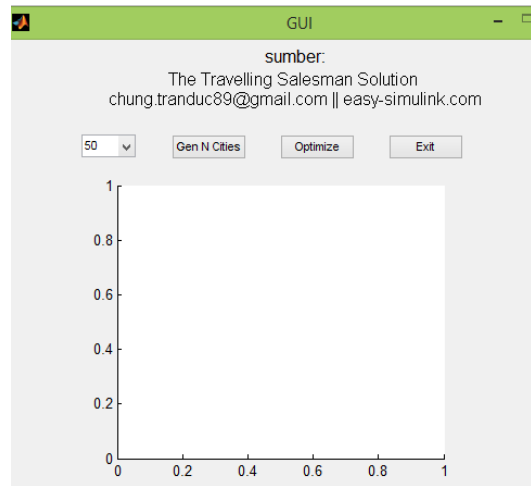 GUI
sumber:
The Travelling Salesman Solution
chung.tranduc89@gmail.com || easy-simulink.com
50 Gen N Cities Optimize Exit
1
0.8
0.6
0.4
0.2
0
0 0.2 0.4 0.6 0.8 1